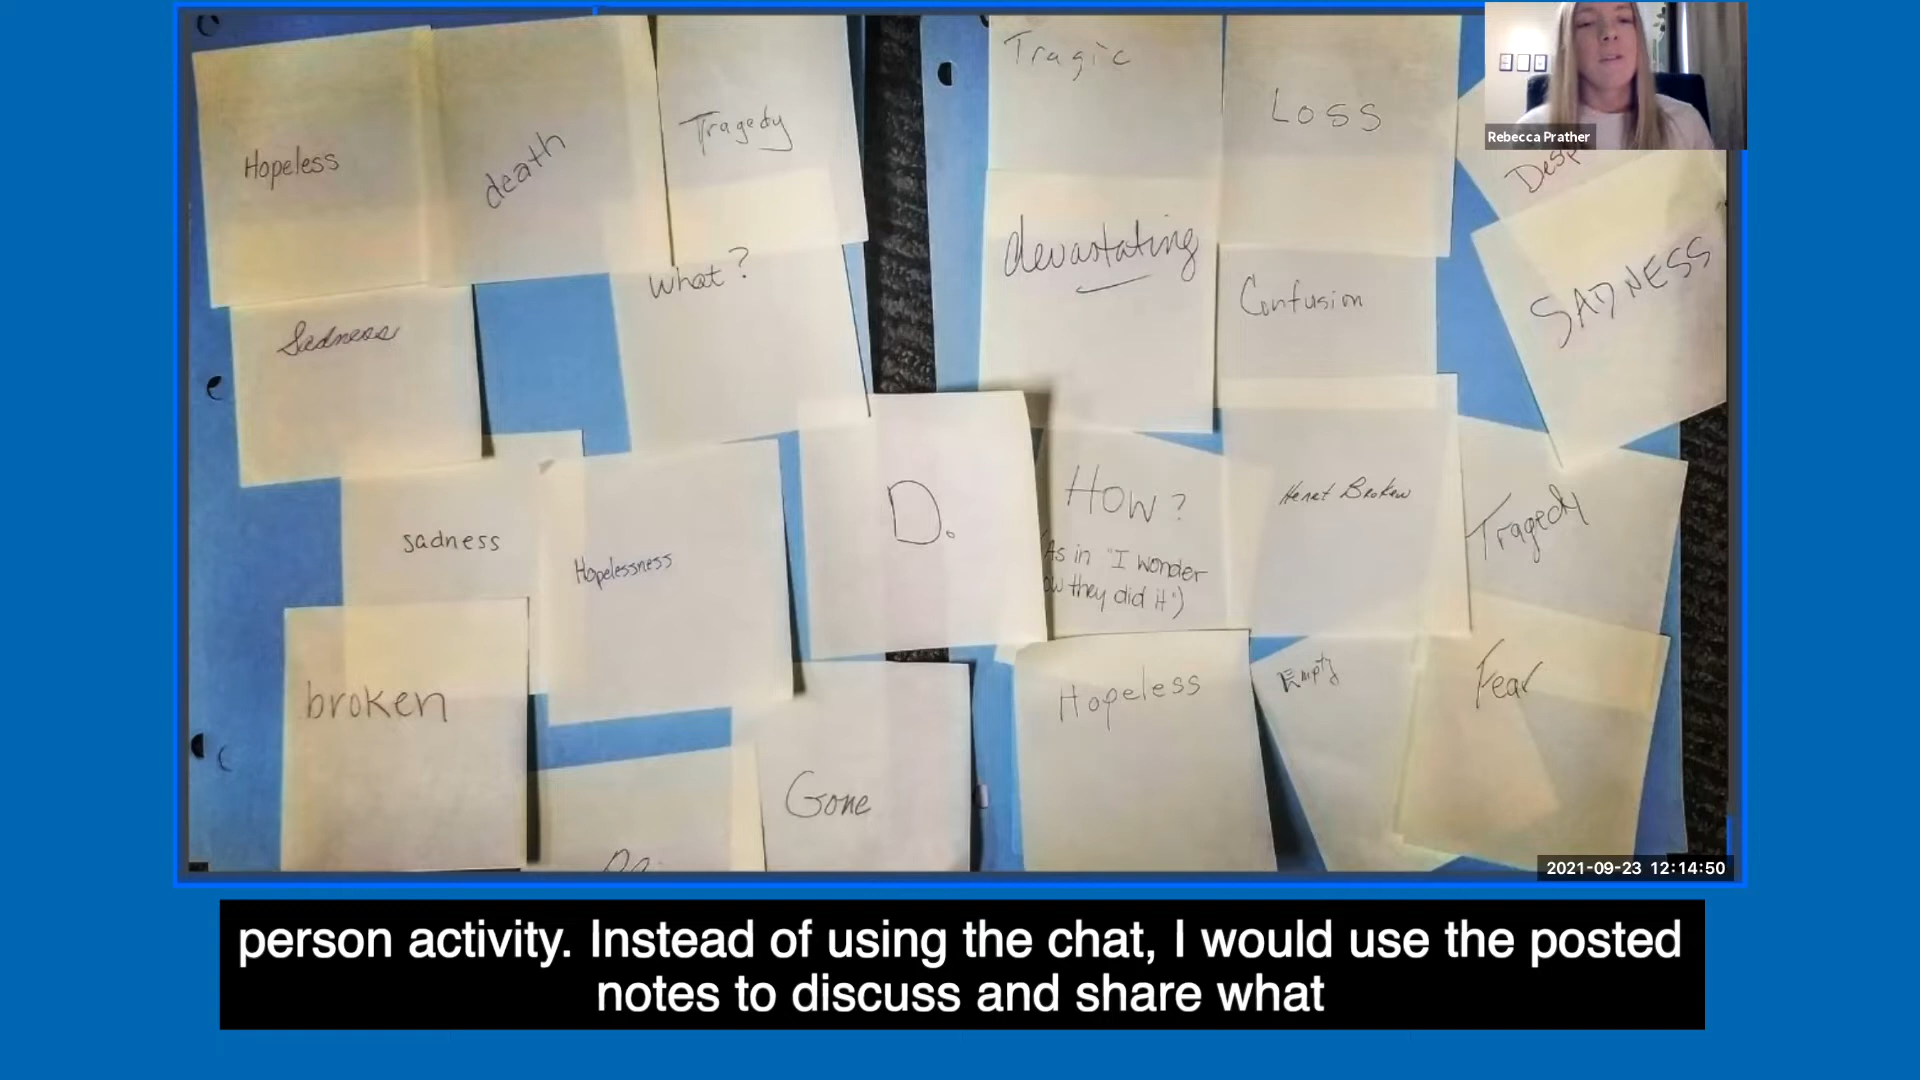 Tragic
Loss
Rebecca Prather
Hopeless
death
Tragedy
Desp
devastating
what?
Confusion
SADNESS
Sadness
D.
HOW?
As in "I wonder
they did it")
Heart Broken
Tragedy
sadness
Hopelessness
broken
Hopeless
Empty
Fear
Gone
2021-09-23 12:14:50
person activity. Instead of using the chat, I would use the posted
notes to discuss and share what